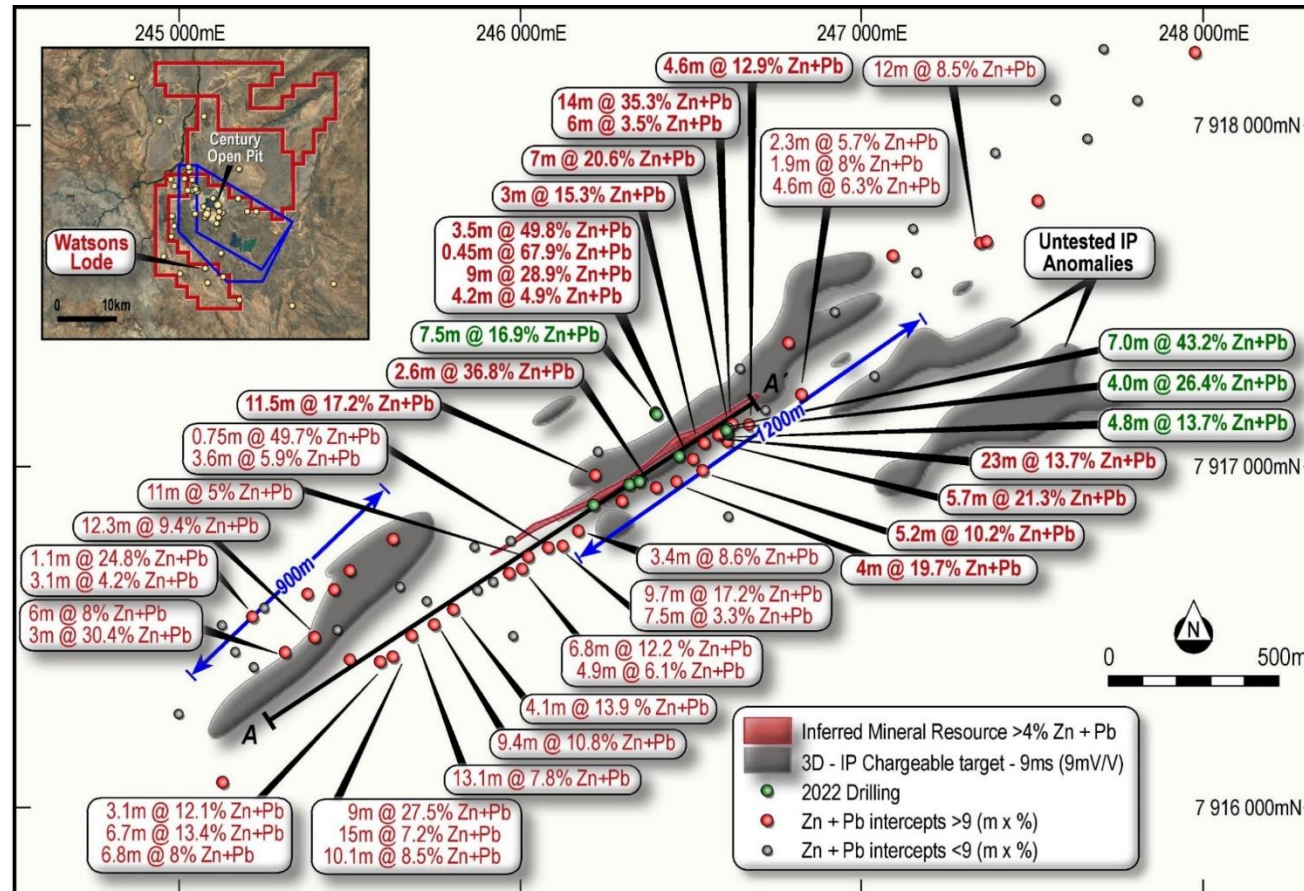 245 000mE
246 000mE
247 000mE
248 000mE
7 918 000mN
7 917 000mN
7 916 000mN
Century
Open Pit
Watsons
Lode
0
10km
4.6m @ 12.9% Zn+Pb
12m @ 8.5% Zn+Pb
14m @ 35.3% Zn+Pb
6m @ 3.5% Zn+Pb
2.3m @ 5.7% Zn+Pb
1.9m @ 8% Zn+Pb
4.6m @ 6.3% Zn+Pb
7m @ 20.6% Zn+Pb
3m @ 15.3% Zn+Pb
3.5m @ 49.8% Zn+Pb
0.45m @ 67.9% Zn+Pb
9m @ 28.9% Zn+Pb
4.2m @ 4.9% Zn+Pb
Untested IP
Anomalies
7.5m @ 16.9% Zn+Pb
7.0m @ 43.2% Zn+Pb
2.6m @ 36.8% Zn+Pb
4.0m @ 26.4% Zn+Pb
A´
11.5m @ 17.2% Zn+Pb
4.8m @ 13.7% Zn+Pb
1200m
0.75m @ 49.7% Zn+Pb
3.6m @ 5.9% Zn+Pb
23m @ 13.7% Zn+Pb
11m @ 5% Zn+Pb
5.7m @ 21.3% Zn+Pb
12.3m @ 9.4% Zn+Pb
5.2m @ 10.2% Zn+Pb
900m
1.1m @ 24.8% Zn+Pb
3.1m @ 4.2% Zn+Pb
3.4m @ 8.6% Zn+Pb
4m @ 19.7% Zn+Pb
6m @ 8% Zn+Pb
3m @ 30.4% Zn+Pb
9.7m @ 17.2% Zn+Pb
7.5m @ 3.3% Zn+Pb
6.8m @ 12.2 % Zn+Pb
4.9m @ 6.1% Zn+Pb
N
0
500m
A
4.1m @ 13.9 % Zn+Pb
9.4m @ 10.8% Zn+Pb
13.1m @ 7.8% Zn+Pb
3.1m @ 12.1% Zn+Pb
6.7m @ 13.4% Zn+Pb
6.8m @ 8% Zn+Pb
9m @ 27.5% Zn+Pb
15m @ 7.2% Zn+Pb
10.1m @ 8.5% Zn+Pb
Inferred Mineral Resource >4% Zn + Pb
3D - IP Chargeable target - 9ms (9mV/V)
2022 Drilling
Zn + Pb intercepts >9 (m x %)
Zn + Pb intercepts <9 (m x %)